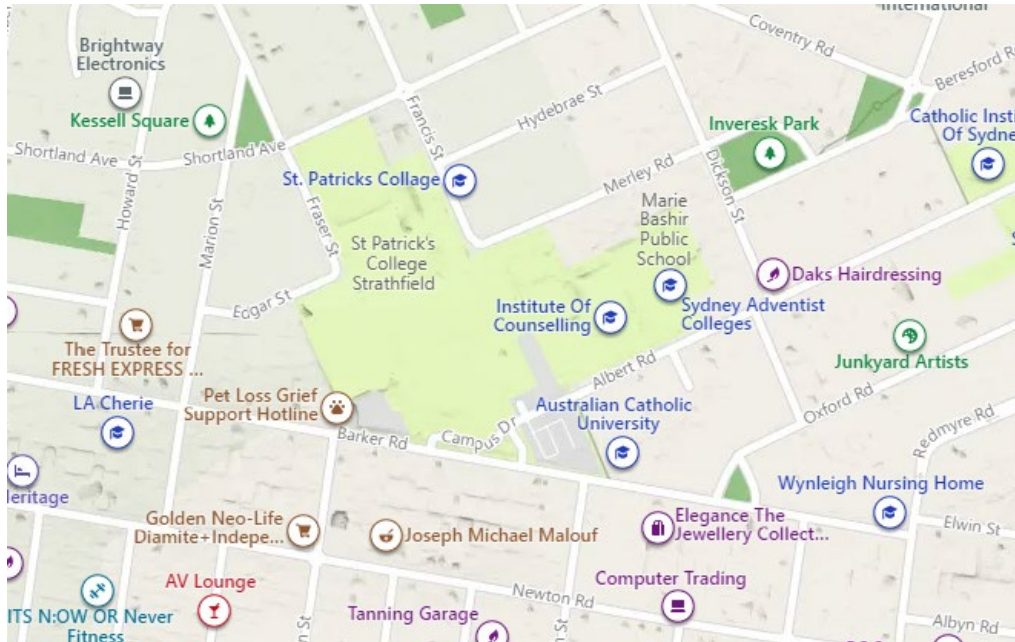 International
Coventry Rd
Brightway
Electronics
Beresford R
Kessell Square
Francis St
Hydebrae St
Inveresk Park
Catholic Insti
Of Sydne
Shortland Ave
Shortland Ave
Howard St
St. Patricks Collage
Merley Rd
Dickson St
Marion St
Fraser St
St Patrick's
College
Strathfield
Marie
Bashir
Public
School
S
Daks Hairdressing
Edgar St
Institute Of
Counselling
Sydney Adventist
Colleges
The Trustee for
FRESH EXPRESS ...
Junkyard Artists
Albert Rd
Pet Loss Grief
Support Hotline
LA Cherie
Australian Catholic
University
Oxford Rd
Redmyre Rd
Barker Rd
Campus Dr
Heritage
Wynleigh Nursing Home
Golden Neo-Life
Diamite+Indepe...
Joseph Michael Malouf
Elegance The
Jewellery Collect...
Elwin St
AV Lounge
Computer Trading
Newton Rd
ITS N:OW OR Never
Fitness
Tanning Garage
n St
n St
Albyn Rd